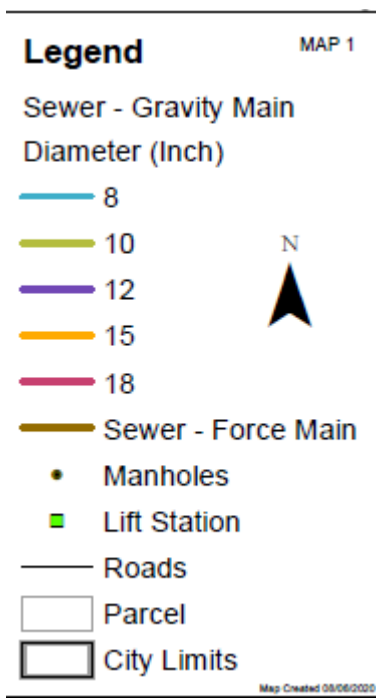 Legend
MAP 1
Sewer - Gravity Main
Diameter (Inch)
8
10
N
12
15
18
Sewer - Force Main
Manholes
Lift Station
Roads
Parcel
City Limits
Map Created 08/06/2020